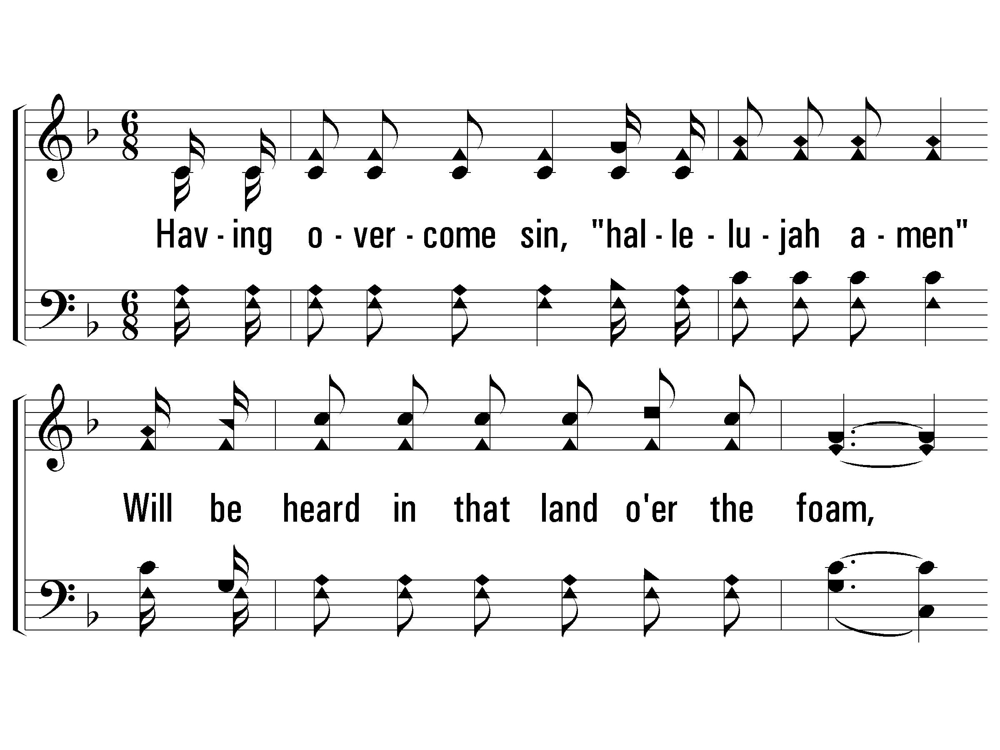 Hav - ing o - ver - come sin, "hal - le - lu - jah a - men"
Will be heard in that land o'er the foam,